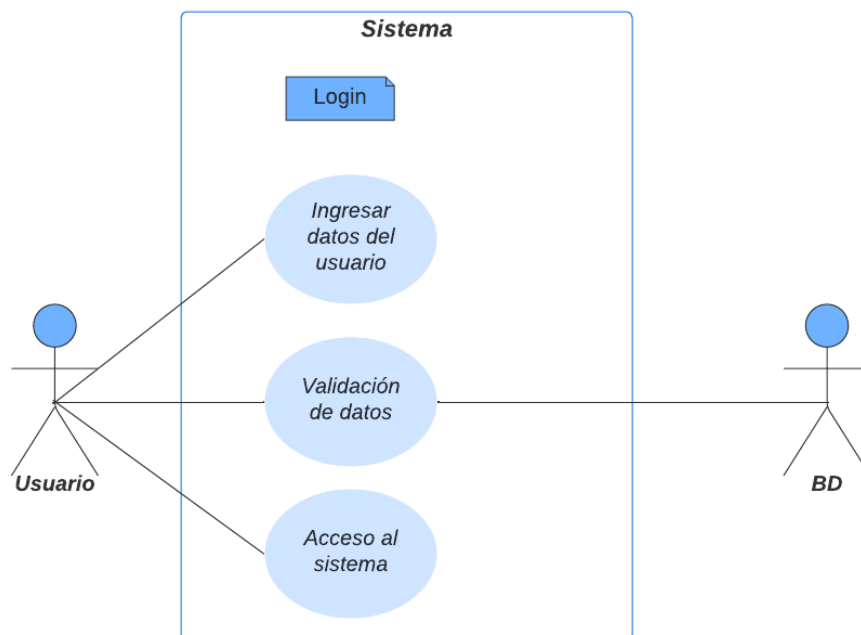 Sistema
Login
Ingresar
datos del
usuario
Validación
de datos
Usuario
BD
Acceso al
sistema